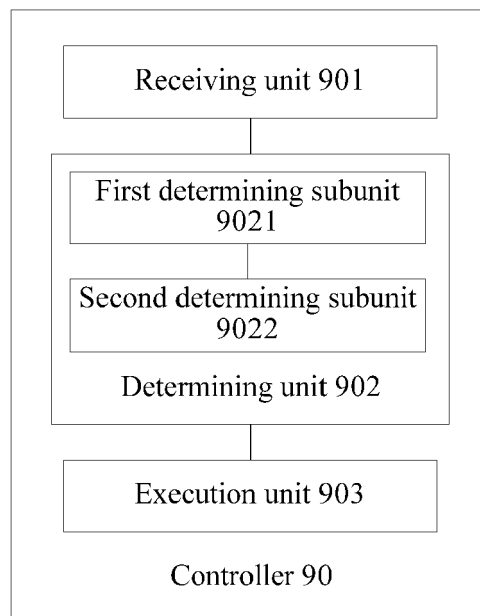 Receiving unit 901
First determining subunit
9021
Second determining subunit
9022
Determining unit 902
Execution unit 903
Controller 90